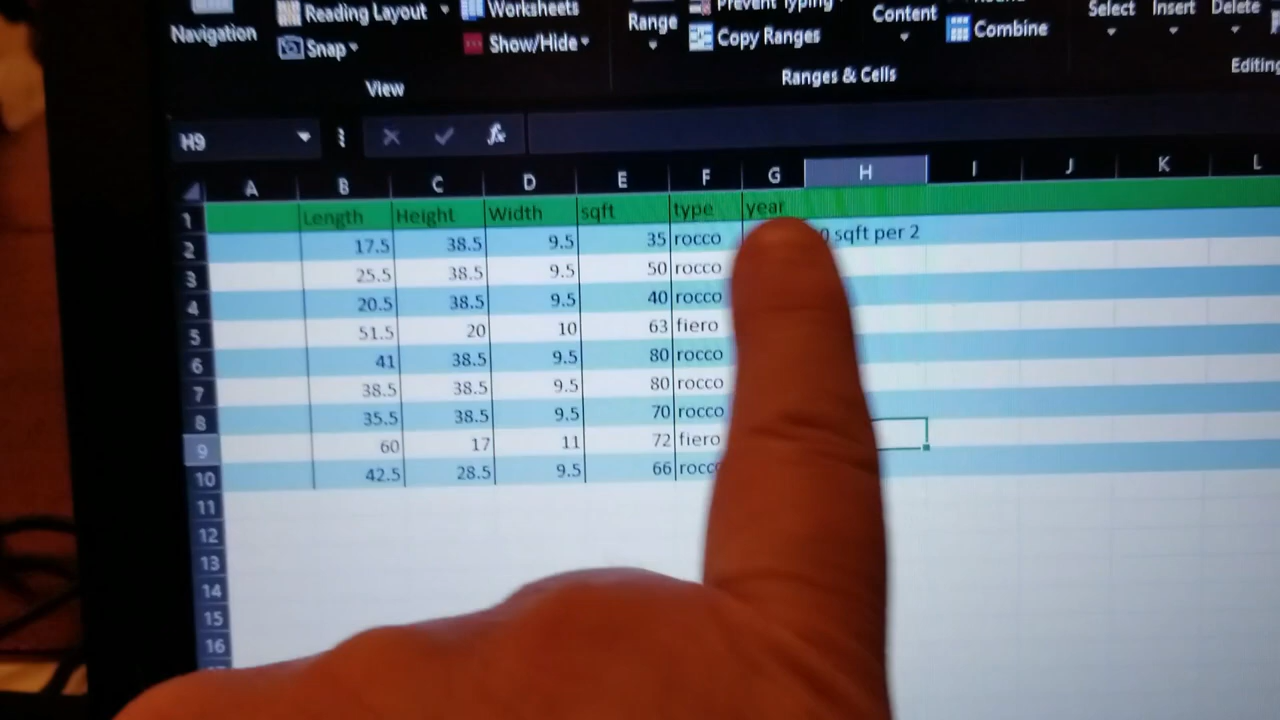 Reading Layout Worksheets Prevent Typing
Navigation Range Content Select Insert Delete
Snap Show/Hide Copy Ranges Combine
View Ranges & Cells Editing
H9 fx
A B C D E F G H I J K L
1 Length Height Width sqft type year
2 17.5 38.5 9.5 35 rocco sqft per 2
3 25.5 38.5 9.5 50 rocco
4 20.5 38.5 9.5 40 rocco
5 51.5 20 10 63 fiero
6 41 38.5 9.5 80 rocco
7 38.5 38.5 9.5 80 rocco
8 35.5 38.5 9.5 70 rocco
9 60 17 11 72 fiero
10 42.5 28.5 9.5 66 rocco
11
12
13
14
15
16